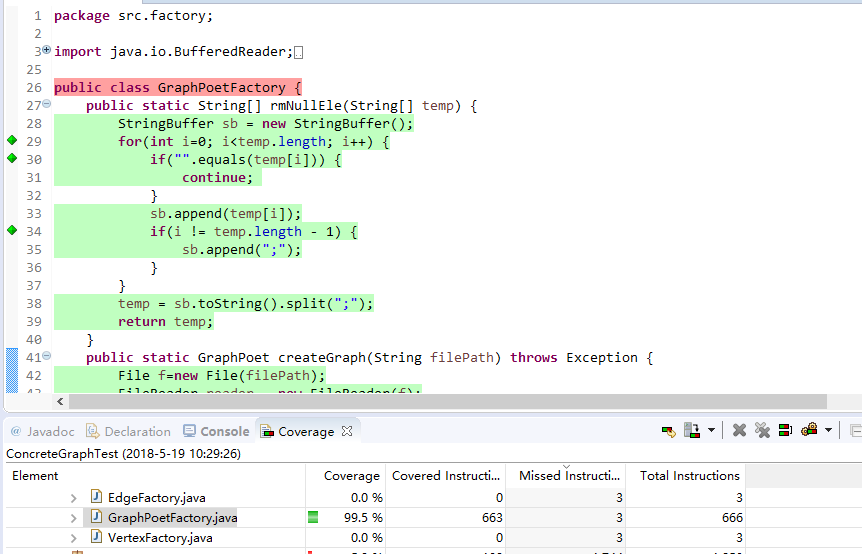 1 package src.factory;
2
3 import java.io.BufferedReader;
25
26 public class GraphPoetFactory {
27 public static String[] rmNullEle(String[] temp) {
28 StringBuffer sb = new StringBuffer();
29 for(int i=0; i<temp.length; i++) {
30 if("".equals(temp[i])) {
31 continue;
32 }
33 sb.append(temp[i]);
34 if(i != temp.length - 1) {
35 sb.append(";");
36 }
37 }
38 temp = sb.toString().split(";");
39 return temp;
40 }
41 public static GraphPoet createGraph(String filePath) throws Exception {
42 File f=new File(filePath);
@ Javadoc Declaration Console Coverage
ConcreteGraphTest (2018-5-19 10:29:26)
Element Coverage Covered Instructi... Missed Instructi... Total Instructions
EdgeFactory.java 0.0 % 0 3 3
GraphPoetFactory.java 99.5 % 663 3 666
VertexFactory.java 0.0 % 0 3 3